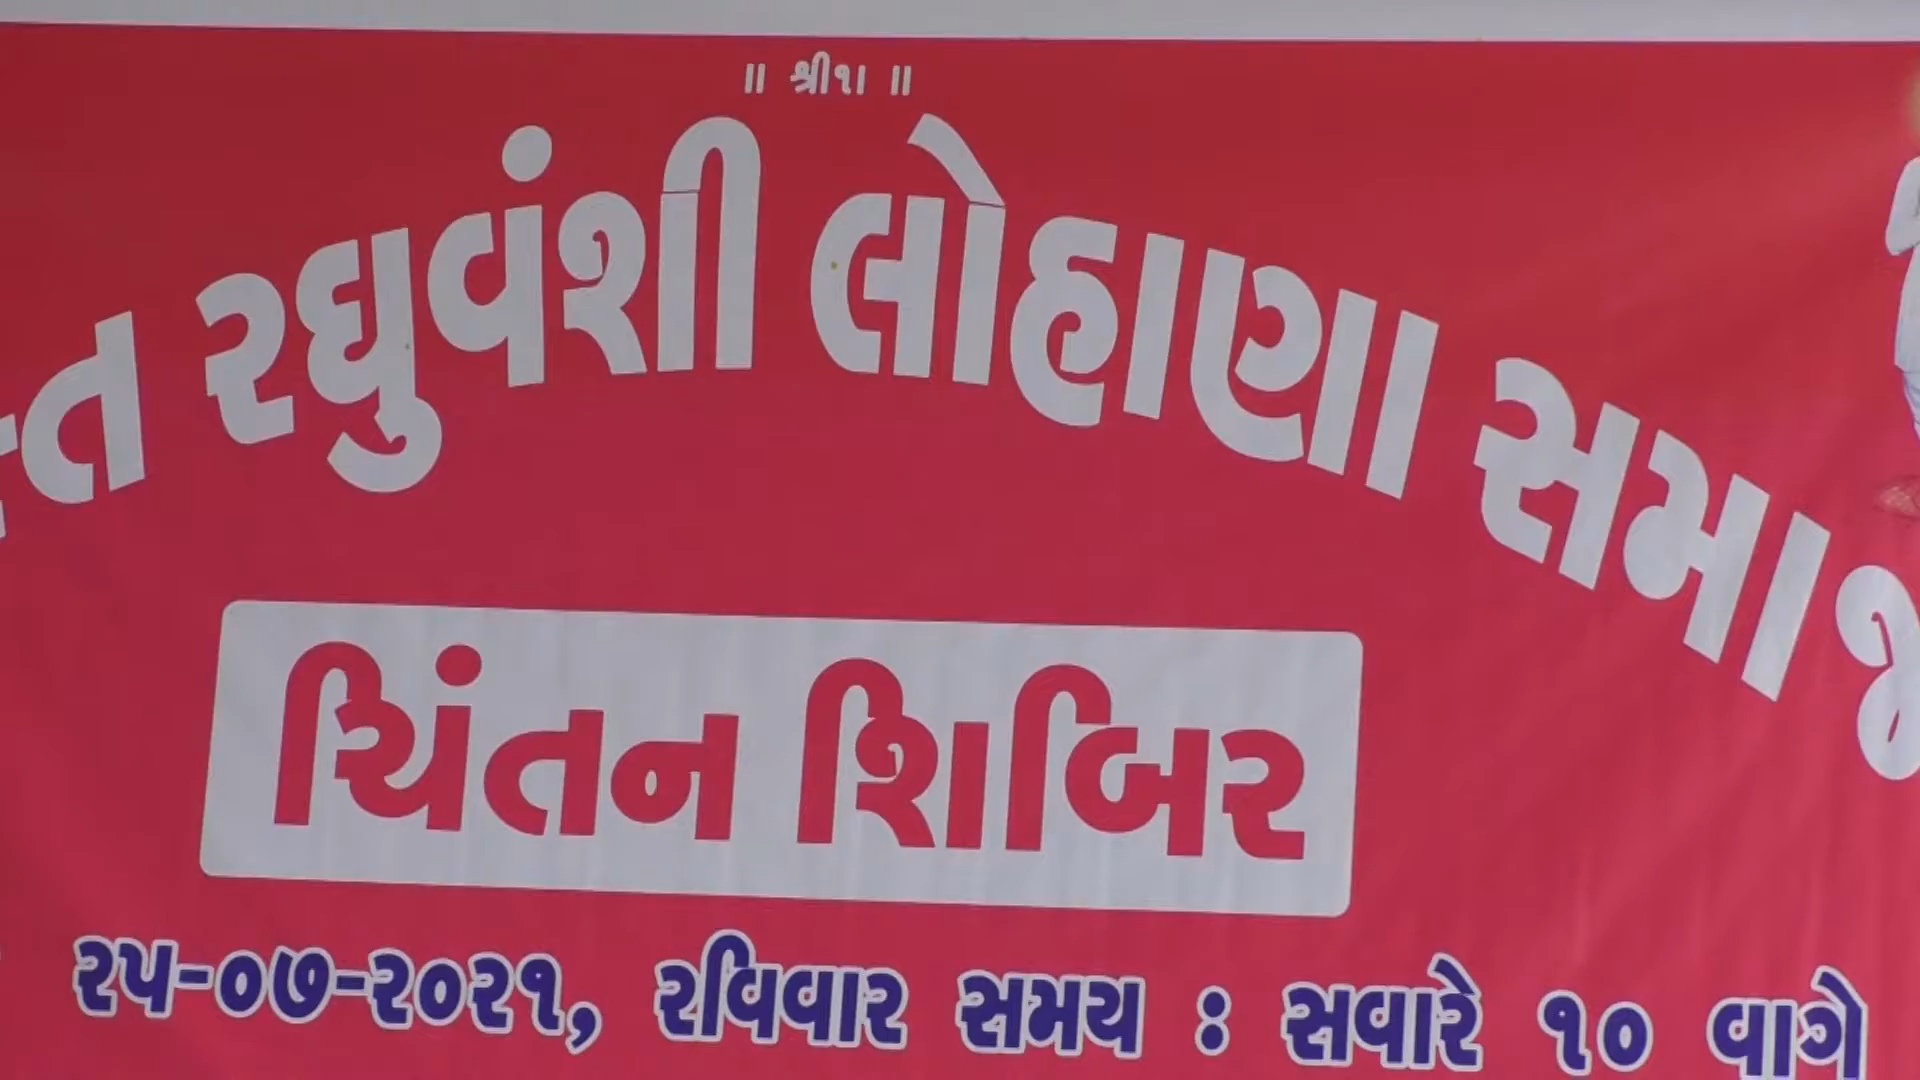 ॥ શ્રી૧ા ॥
રઘુવંશી લોહાણા સમાજ
ચિંતન શિબિર
૨૫-૦૭-૨૦૨૧, રવિવાર સમય : સવારે ૧૦ વાગે